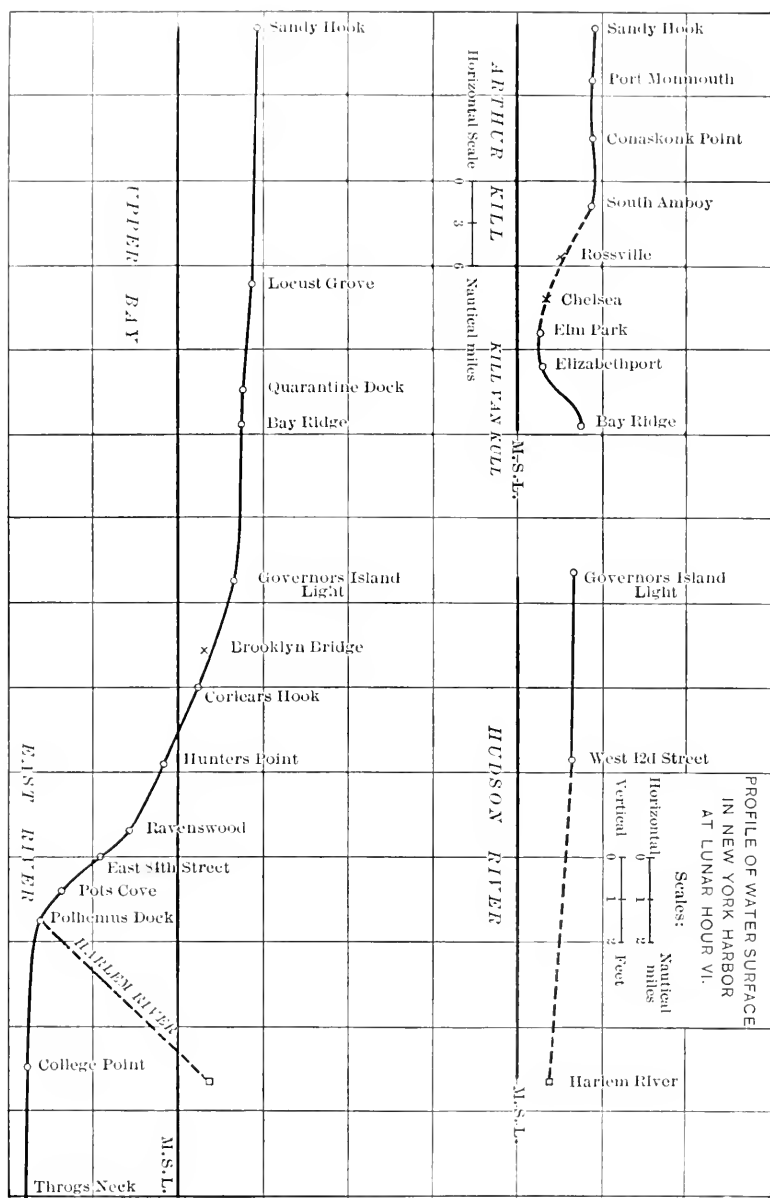 PROFILE OF WATER SURFACE
IN NEW YORK HARBOR
AT LUNAR HOUR VI.
Scales:
Horizontal
0 1 2
Nautical
miles
Vertical
0 1 2
Feet
Sandy Hook
Port Monmouth
Conaskonk Point
South Amboy
Rossville
Chelsea
Elm Park
Elizabethport
Bay Ridge
M.S.L.
ARTHUR KILL
KILL VAN KULL
Horizontal Scale
0 3 6
Nautical miles
Governors Island
Light
West 42d Street
Harlem River
M.S.L.
HUDSON RIVER
Sandy Hook
Locust Grove
Quarantine Dock
Bay Ridge
Governors Island
Light
Brooklyn Bridge
Corlears Hook
Hunters Point
Ravenswood
East 84th Street
Pots Cove
Polhemus Dock
HARLEM RIVER
College Point
Throgs Neck
M.S.L.
UPPER BAY
EAST RIVER